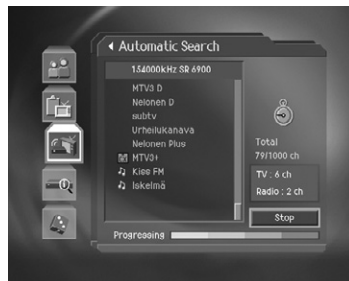 Automatic Search
154000kHz SR 6900
MTV3 D
Nelonen D
subtv
Urheilukanava
Nelonen Plus
MTV3+
Kiss FM
Iskelmä
Total
79/1000 ch
TV : 6 ch
Radio : 2 ch
Stop
Progressing